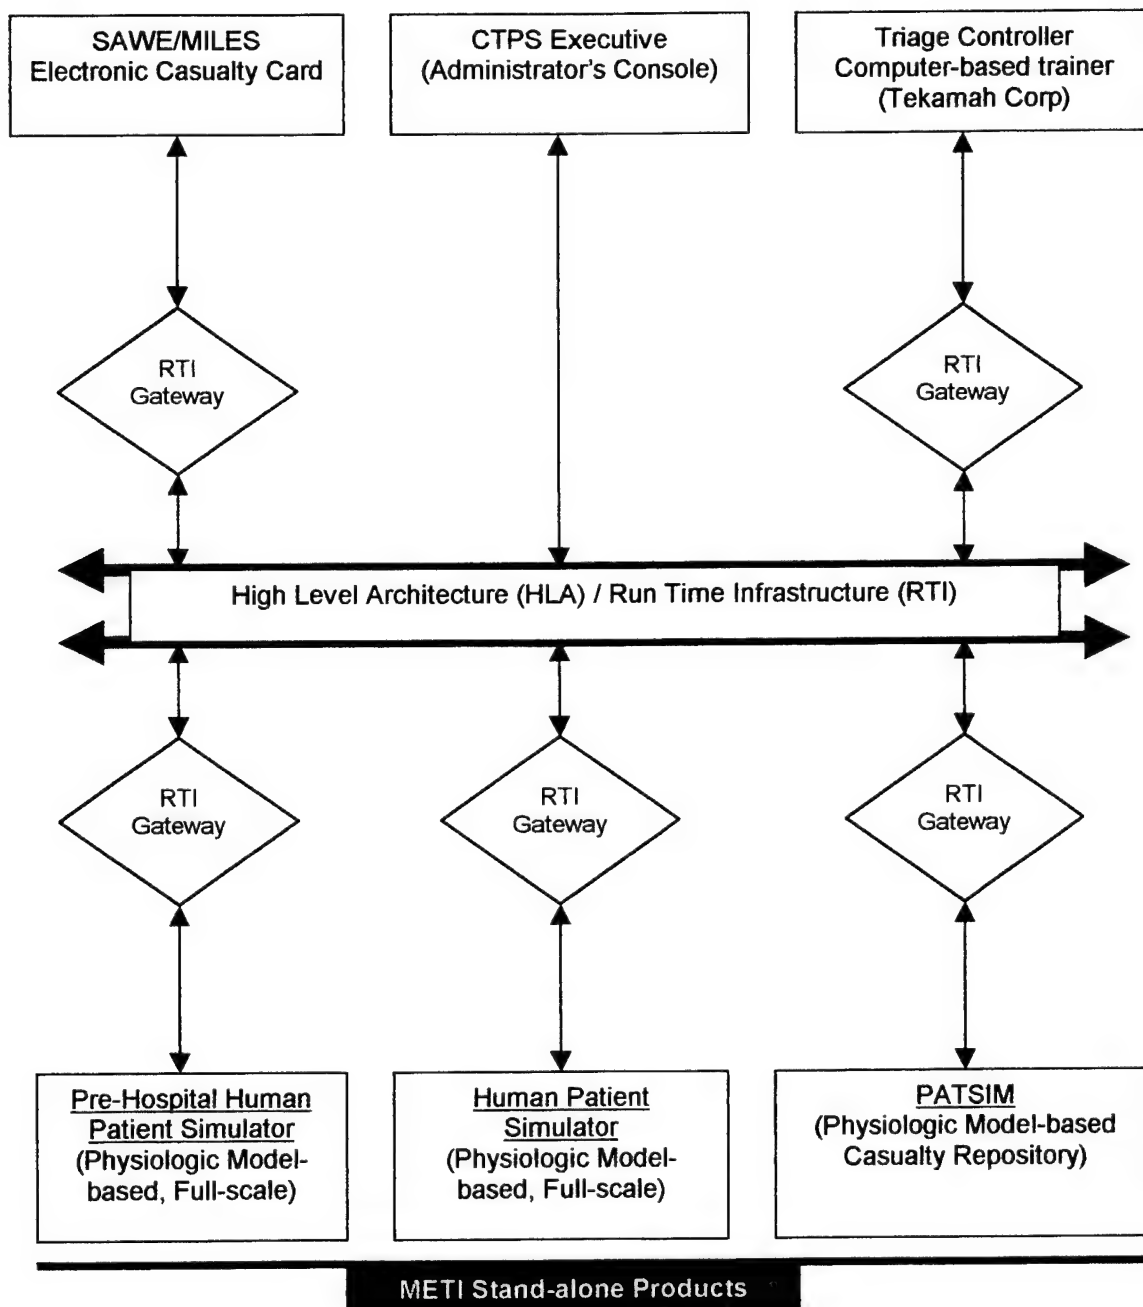 SAWE/MILES
Electronic Casualty Card
CTPS Executive
(Administrator's Console)
Triage Controller
Computer-based trainer
(Tekamah Corp)
RTI
Gateway
RTI
Gateway
High Level Architecture (HLA) / Run Time Infrastructure (RTI)
RTI
Gateway
RTI
Gateway
RTI
Gateway
Pre-Hospital Human
Patient Simulator
(Physiologic Model-
based, Full-scale)
Human Patient
Simulator
(Physiologic Model-
based, Full-scale)
PATSIM
(Physiologic Model-based
Casualty Repository)
METI Stand-alone Products